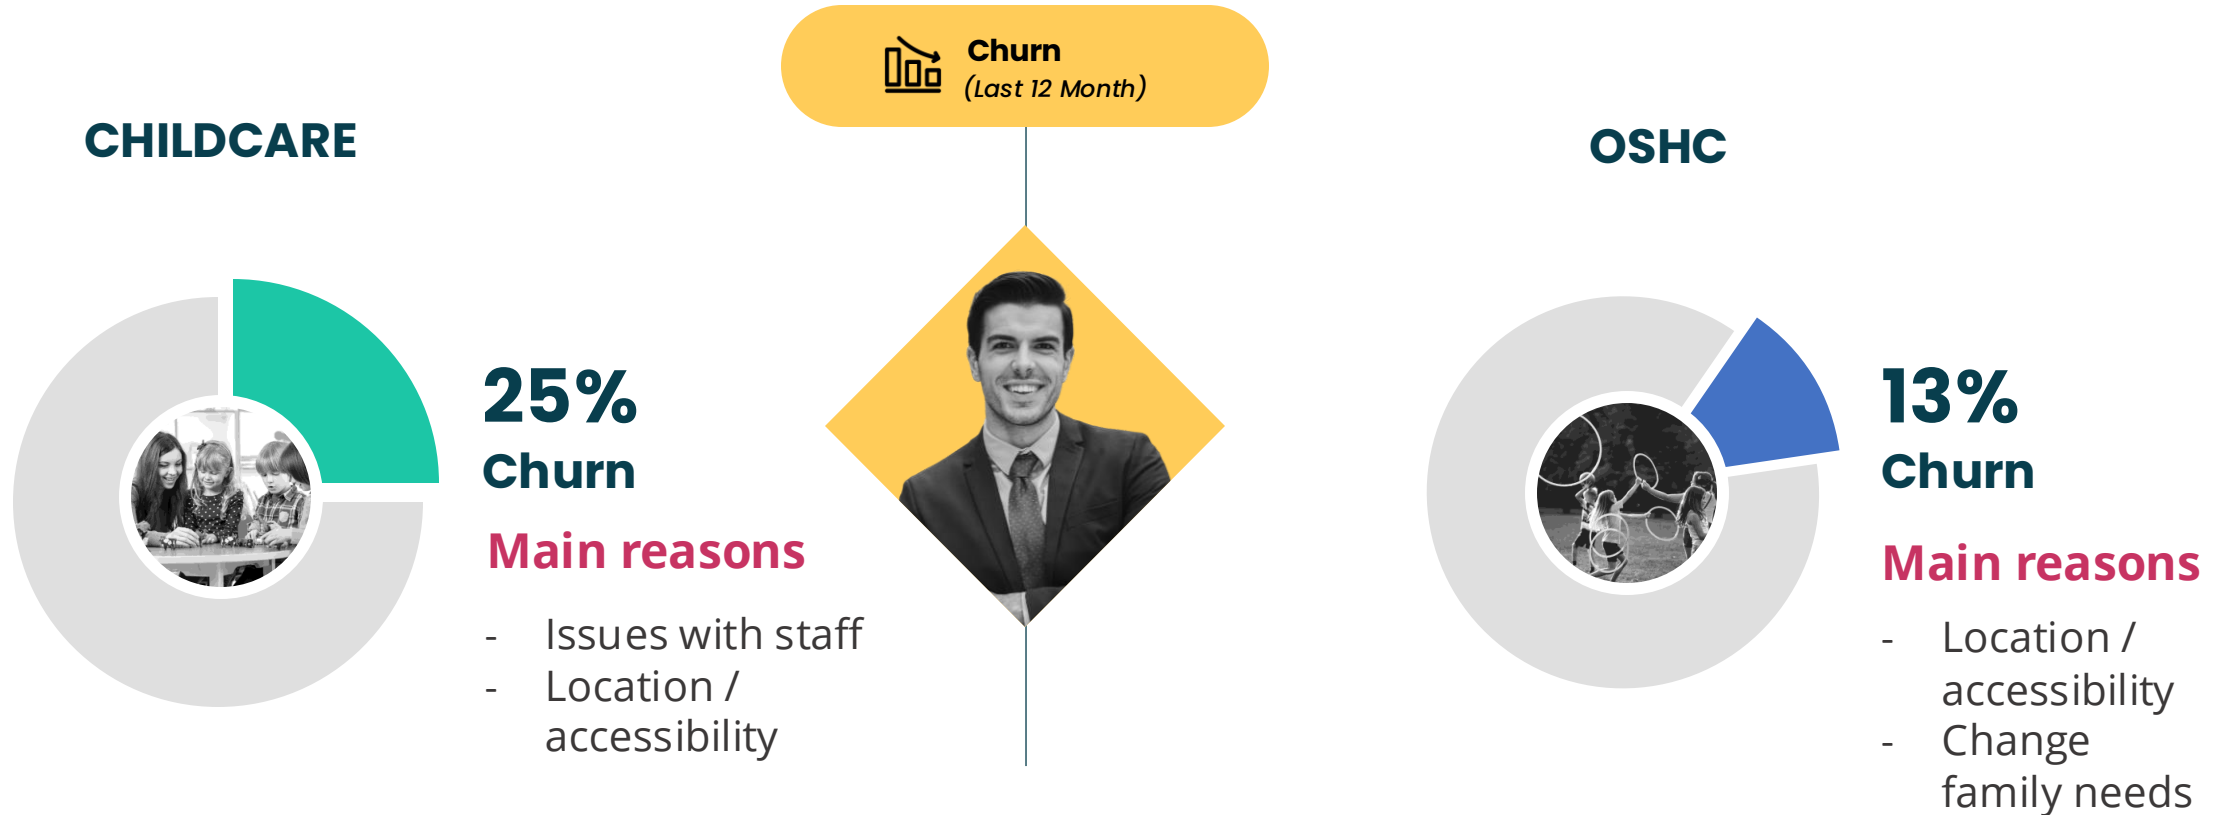 Churn
(Last 12 Month)
CHILDCARE
25%
Churn
Main reasons
- Issues with staff
- Location /
accessibility
OSHC
13%
Churn
Main reasons
- Location /
accessibility
- Change
family needs